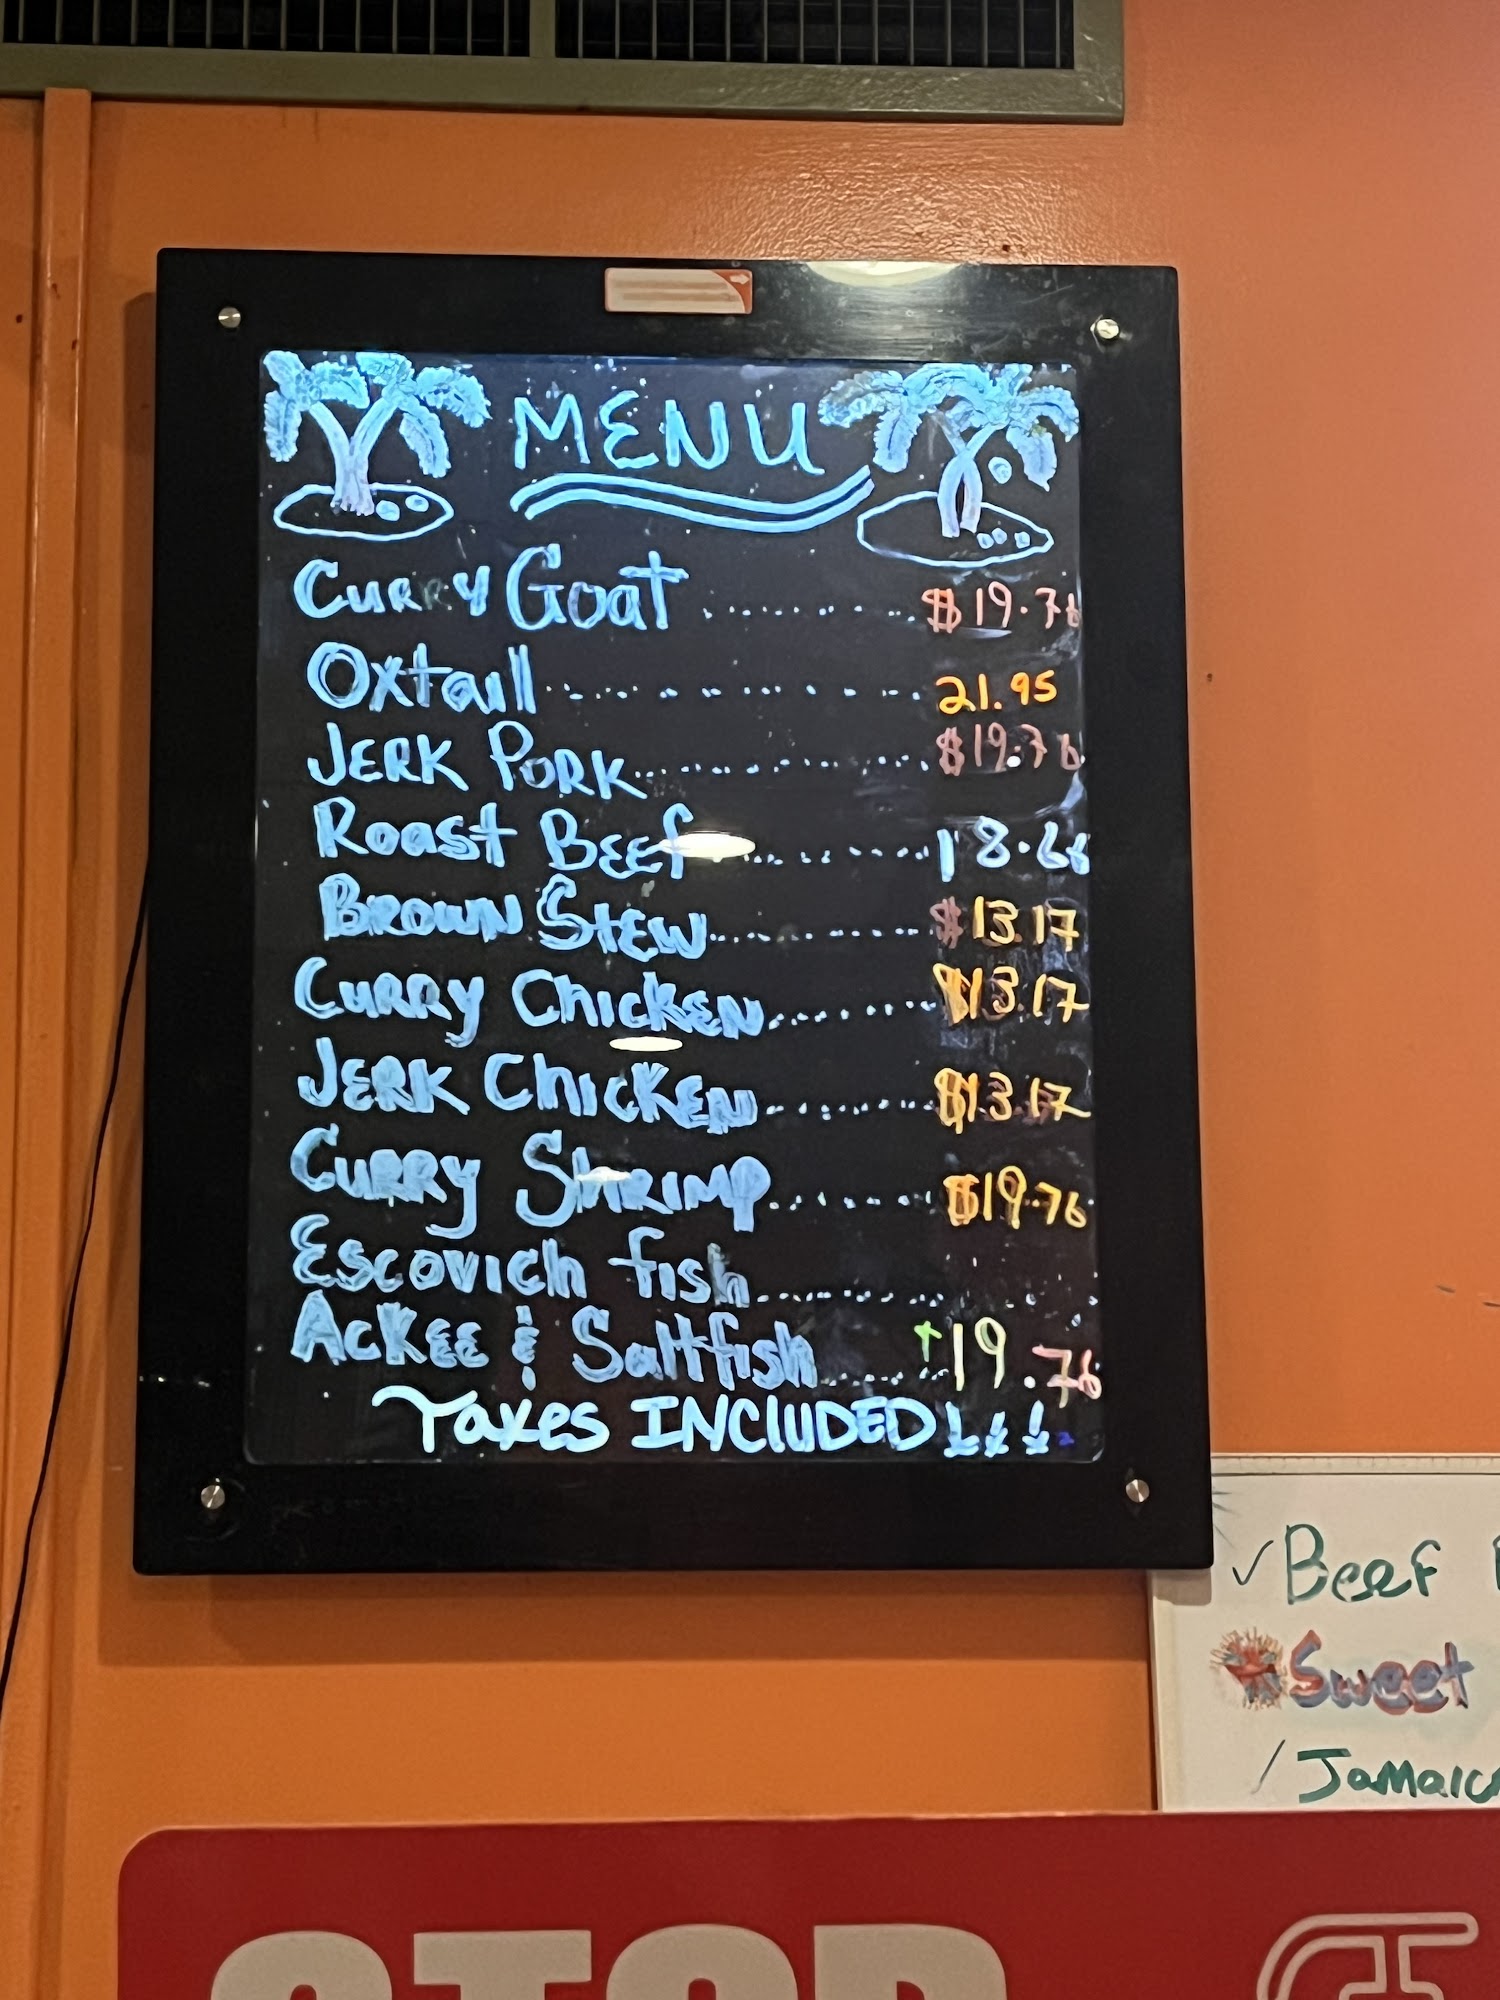 MENU
Curry Goat ............ $19.76
Oxtail ............ 21.95
Jerk Pork ............ $19.76
Roast Beef ............ 18.66
Brown Stew ............ $13.17
Curry Chicken ............ $13.17
Jerk Chicken ............ $13.17
Curry Shrimp ............ $19.76
Escovich fish ............
Ackee & Saltfish ............ 19.76
Taxes INCLUDED
Beef
Sweet
STOP